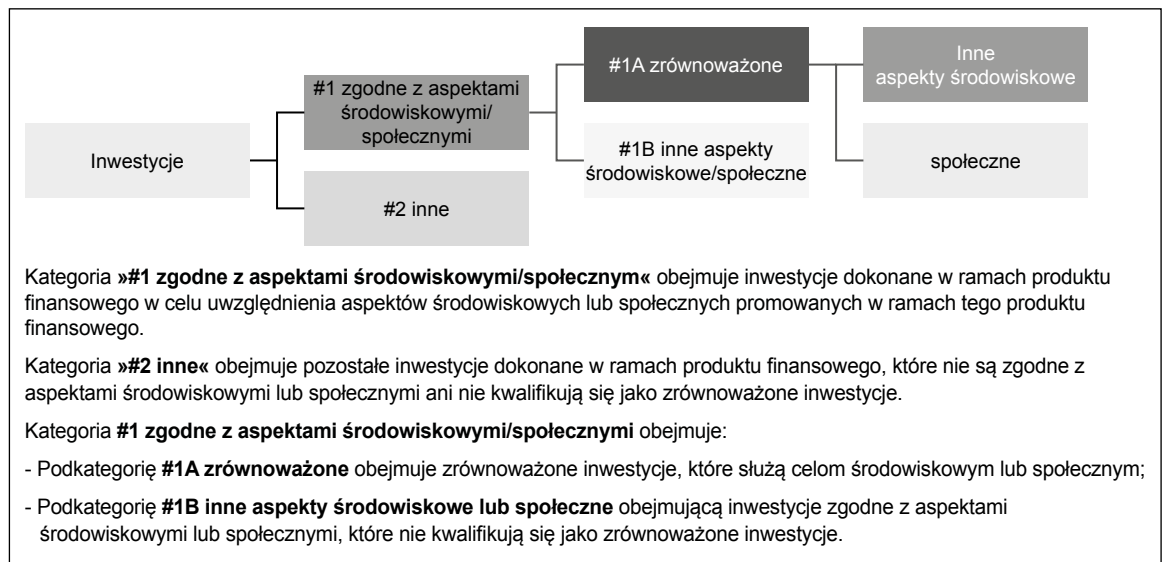 Inwestycje
#1 zgodne z aspektami
środowiskowymi/
społecznymi
#2 inne
#1A zrównoważone
#1B inne aspekty
środowiskowe/społeczne
Inne
aspekty środowiskowe
społeczne
Kategoria »#1 zgodne z aspektami środowiskowymi/społecznym« obejmuje inwestycje dokonane w ramach produktu
finansowego w celu uwzględnienia aspektów środowiskowych lub społecznych promowanych w ramach tego produktu
finansowego.
Kategoria »#2 inne« obejmuje pozostałe inwestycje dokonane w ramach produktu finansowego, które nie są zgodne z
aspektami środowiskowymi lub społecznymi ani nie kwalifikują się jako zrównoważone inwestycje.
Kategoria #1 zgodne z aspektami środowiskowymi/społecznymi obejmuje:
- Podkategorię #1A zrównoważone obejmuje zrównoważone inwestycje, które służą celom środowiskowym lub społecznym;
- Podkategorię #1B inne aspekty środowiskowe lub społeczne obejmującą inwestycje zgodne z aspektami
środowiskowymi lub społecznymi, które nie kwalifikują się jako zrównoważone inwestycje.